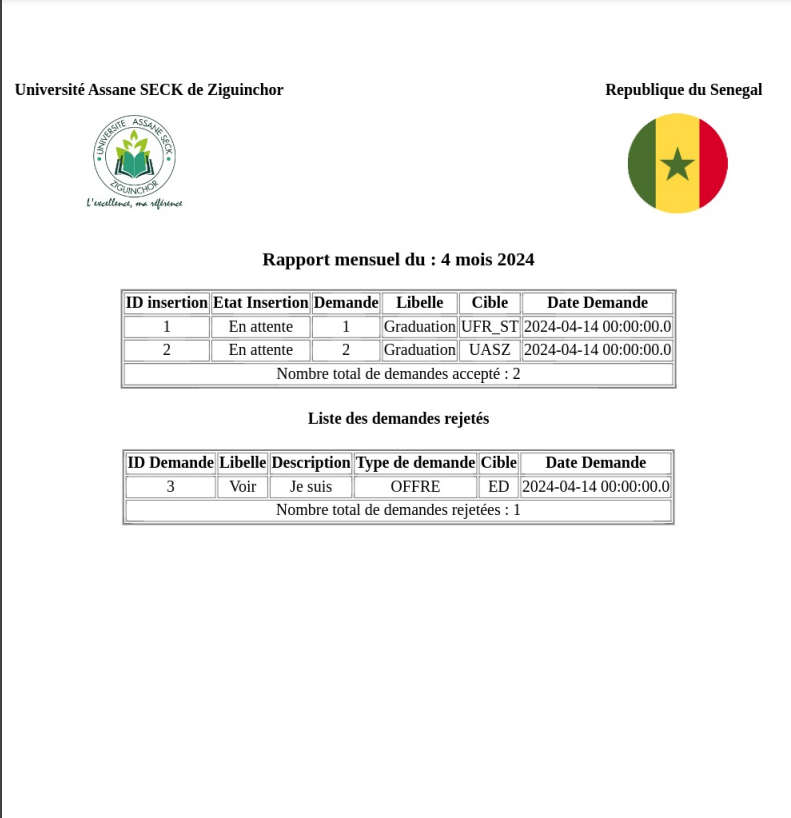 Université Assane SECK de Ziguinchor Republique du Senegal
UNIVERSITE ASSANE SECK
ZIGUINCHOR
L'excellence, ma référence
Rapport mensuel du : 4 mois 2024
ID insertion Etat Insertion Demande Libelle Cible Date Demande
1 En attente 1 Graduation UFR_ST 2024-04-14 00:00:00.0
2 En attente 2 Graduation UASZ 2024-04-14 00:00:00.0
Nombre total de demandes accepté : 2
Liste des demandes rejetés
ID Demande Libelle Description Type de demande Cible Date Demande
3 Voir Je suis OFFRE ED 2024-04-14 00:00:00.0
Nombre total de demandes rejetées : 1